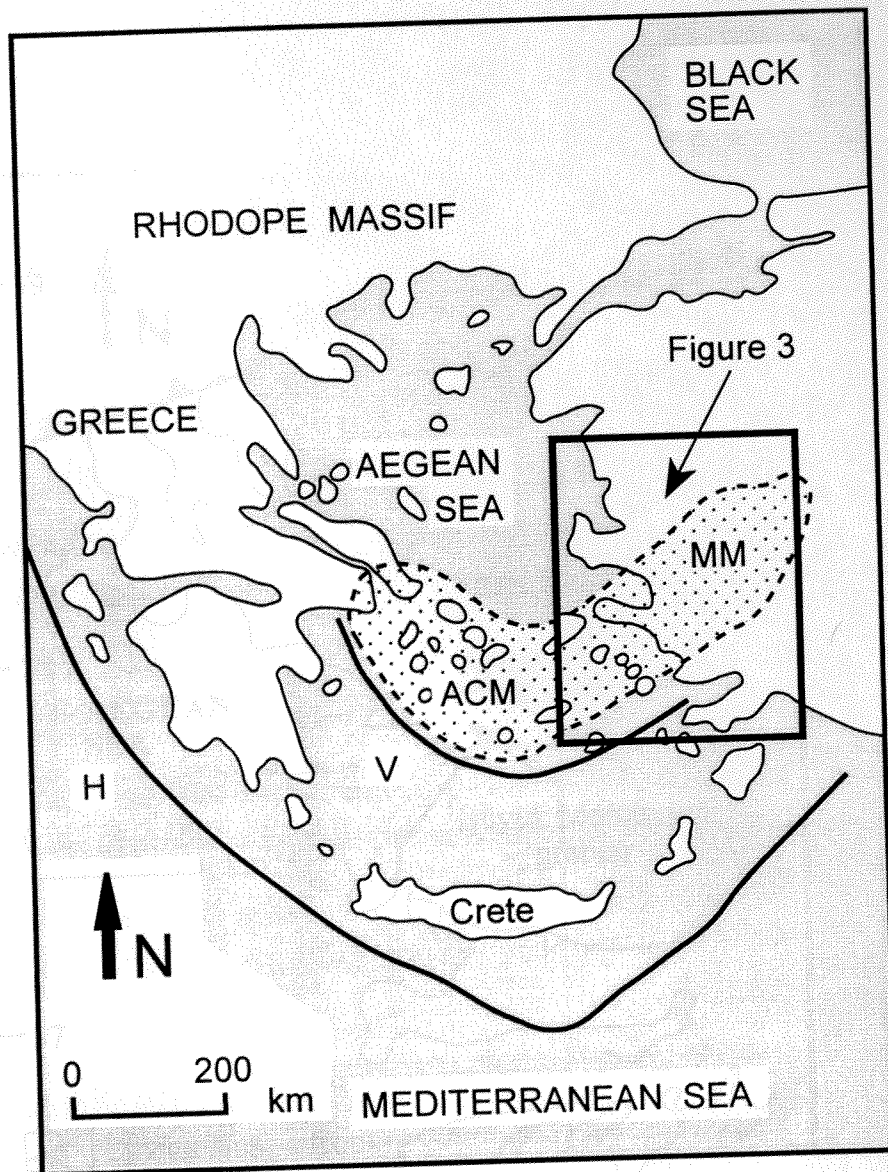 BLACK
SEA
RHODOPE MASSIF
Figure 3
GREECE
AEGEAN
SEA
MM
ACM
V
H
Crete
N
0 200
km
MEDITERRANEAN SEA